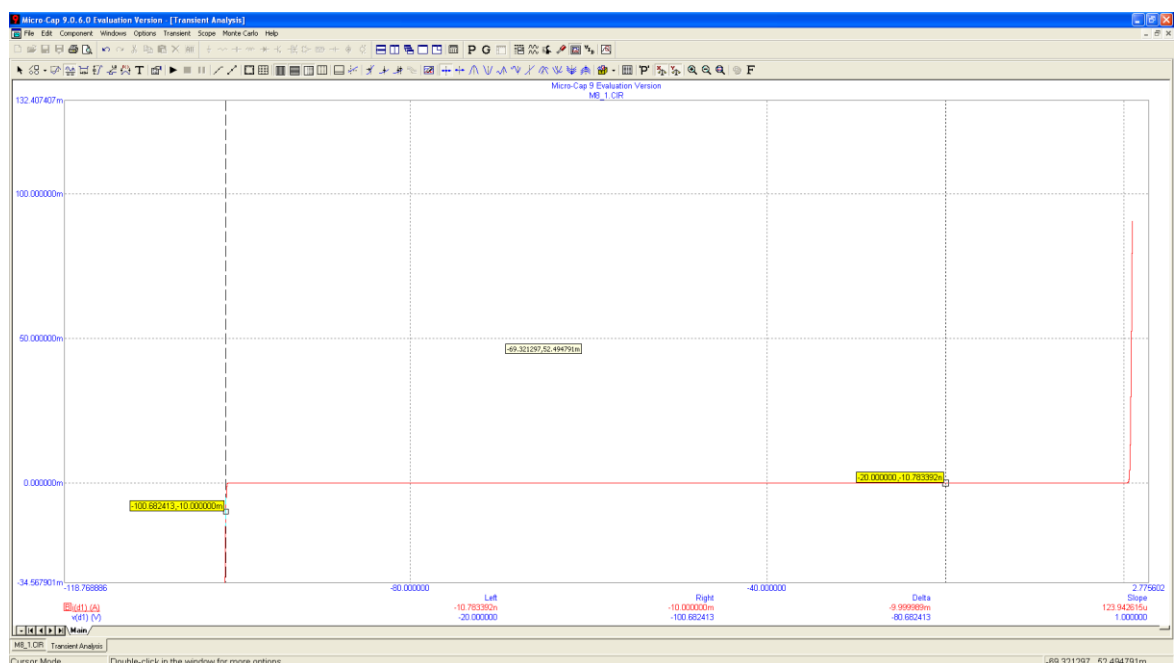 Micro-Cap 9.0.6.0 Evaluation Version - [Transient Analysis]
File Edit Component Windows Options Transient Scope Monte Carlo Help
Micro-Cap 9 Evaluation Version
M8_1.CIR
132.407407m
100.000000m
50.000000m
-69.321297,52.494791m
-20.000000,-10.783392n
0.000000m
-100.682413,-10.000000m
-34.567901m
-118.768886 -80.000000 -40.000000 2.775602
Left Right Delta Slope
i(d1) (A) -10.783392n -10.000000m -9.999989m 123.942615u
v(d1) (V) -20.000000 -100.682413 -80.682413 1.000000
Main
M8_1.CIR Transient Analysis
Cursor Mode Double-click in the window for more options -69.321297, 52.494791m